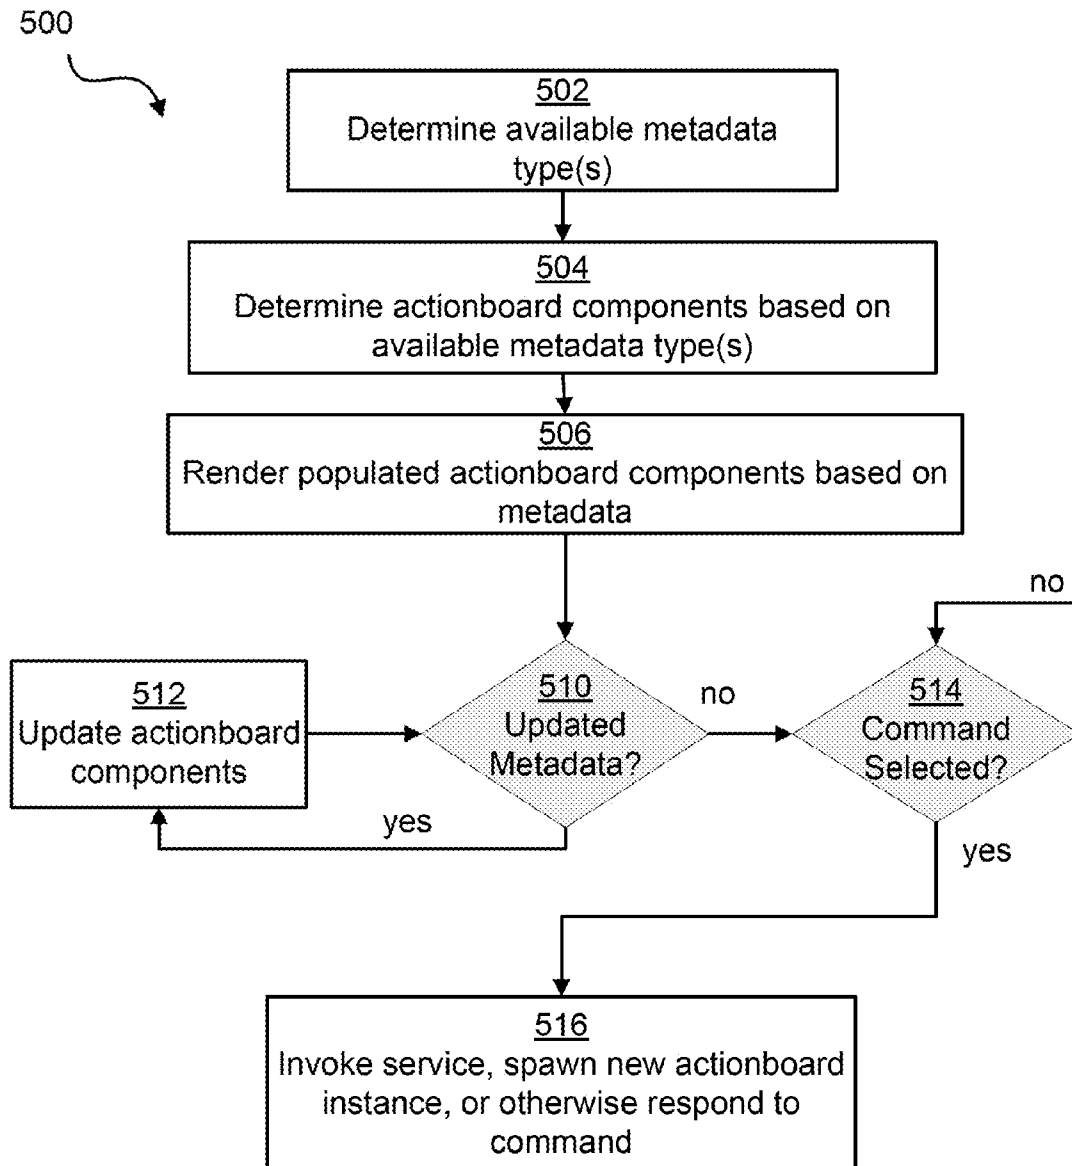 500
502
Determine available metadata
type(s)
504
Determine actionboard components based on
available metadata type(s)
506
Render populated actionboard components based on
metadata
no
512
Update actionboard
components
510
Updated
Metadata?
no
514
Command
Selected?
yes
yes
516
Invoke service, spawn new actionboard
instance, or otherwise respond to
command